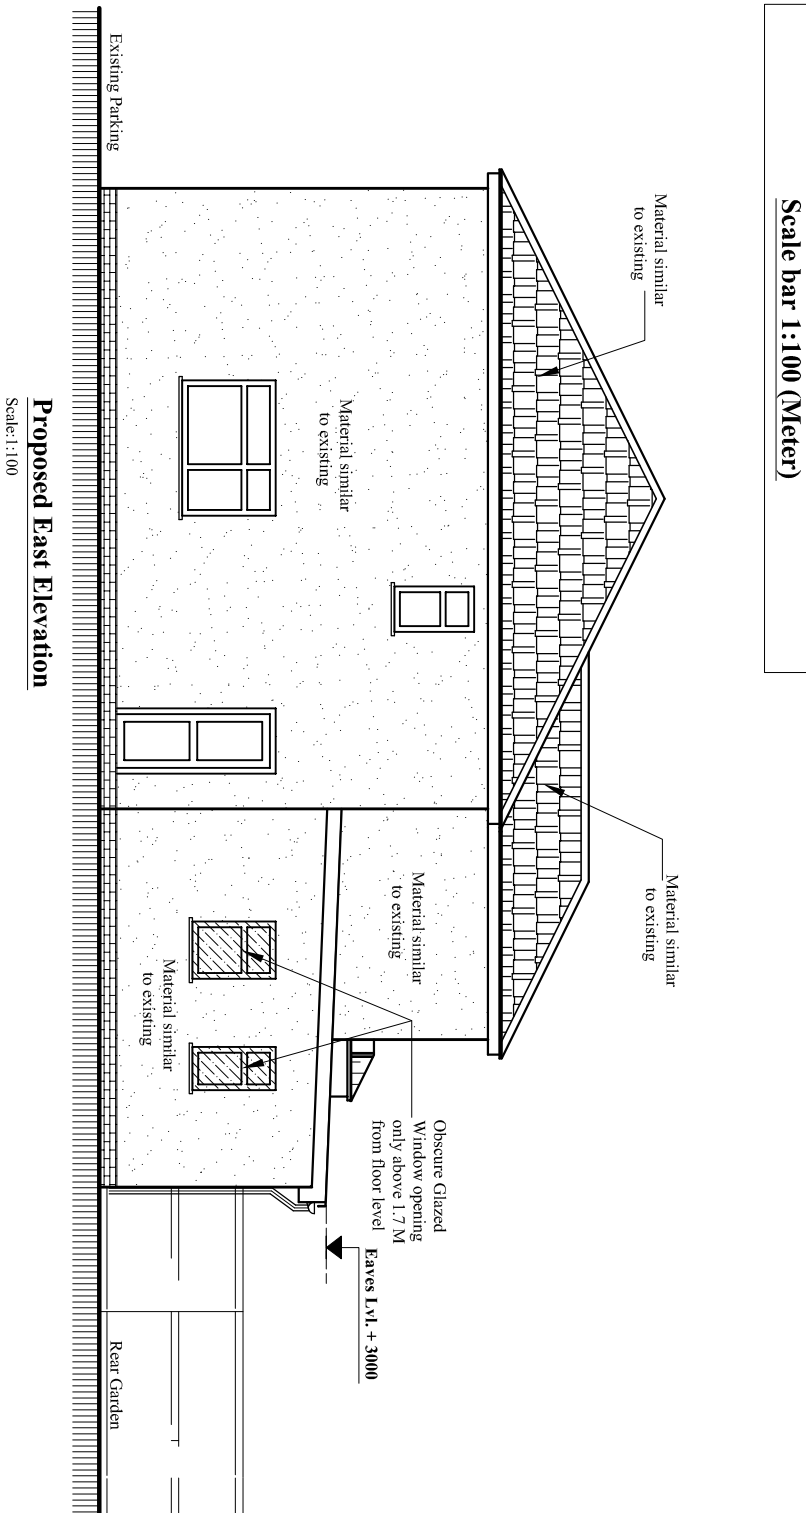 Scale bar 1:100 (Meter)
Material similar
to existing
Material similar
to existing
Material similar
to existing
Material similar
to existing
Material similar
to existing
Obscure Glazed
Window opening
only above 1.7 M
from floor level
Eaves Lvl. + 3000
Existing Parking
Rear Garden
Proposed East Elevation
Scale:1:100